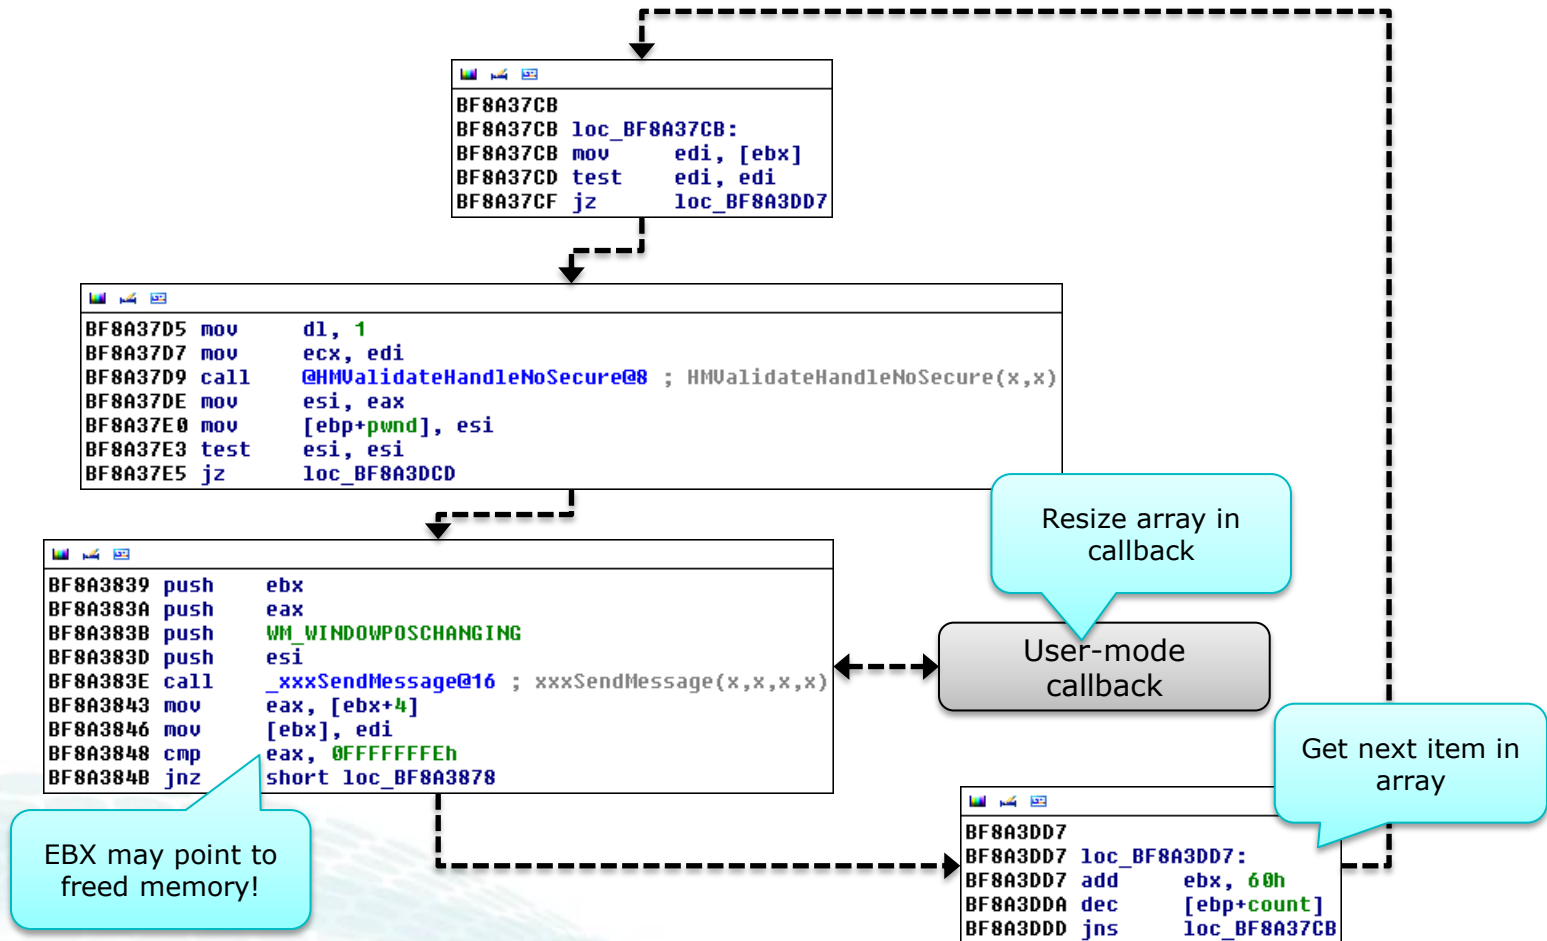 BF8A37CB
BF8A37CB loc_BF8A37CB:
BF8A37CB mov edi, [ebx]
BF8A37CD test edi, edi
BF8A37CF jz loc_BF8A3DD7
BF8A37D5 mov dl, 1
BF8A37D7 mov ecx, edi
BF8A37D9 call @HMValidateHandleNoSecure@8 ; HMValidateHandleNoSecure(x,x)
BF8A37DE mov esi, eax
BF8A37E0 mov [ebp+pwnd], esi
BF8A37E3 test esi, esi
BF8A37E5 jz loc_BF8A3DCD
Resize array in
callback
BF8A3839 push ebx
BF8A383A push eax
BF8A383B push WM_WINDOWPOSCHANGING
BF8A383D push esi
BF8A383E call _xxxSendMessage@16 ; xxxSendMessage(x,x,x,x)
BF8A3843 mov eax, [ebx+4]
BF8A3846 mov [ebx], edi
BF8A3848 cmp eax, 0FFFFFFFEh
BF8A384B jnz short loc_BF8A3878
User-mode
callback
EBX may point to
freed memory!
Get next item in
array
BF8A3DD7
BF8A3DD7 loc_BF8A3DD7:
BF8A3DD7 add ebx, 60h
BF8A3DDA dec [ebp+count]
BF8A3DDD jns loc_BF8A37CB